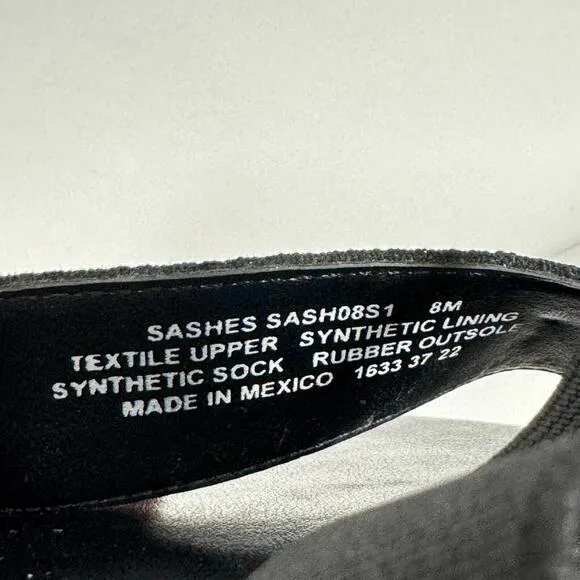 SASHES SASH08S1 8M
TEXTILE UPPER SYNTHETIC LINING
SYNTHETIC SOCK RUBBER OUTSOLE
MADE IN MEXICO 1633 37 22